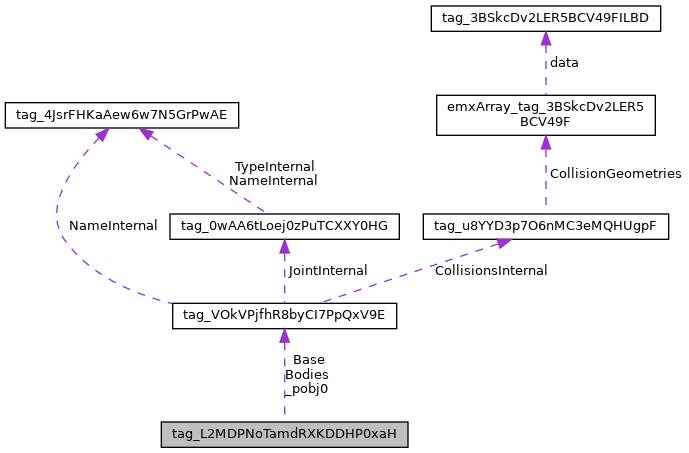 tag_3BSkcDv2LER5BCV49FILBD
data
emxArray_tag_3BSkcDv2LER5
BCV49F
tag_4JsrFHKaAew6w7N5GrPwAE
TypeInternal
NameInternal
CollisionGeometries
NameInternal
tag_0wAA6tLoej0zPuTCXXY0HG
tag_u8YYD3p7O6nMC3eMQHUgpF
JointInternal
CollisionsInternal
tag_VOkVPjfhR8byCI7PpQxV9E
Base
Bodies
_pobj0
tag_L2MDPNoTamdRXKDDHP0xaH